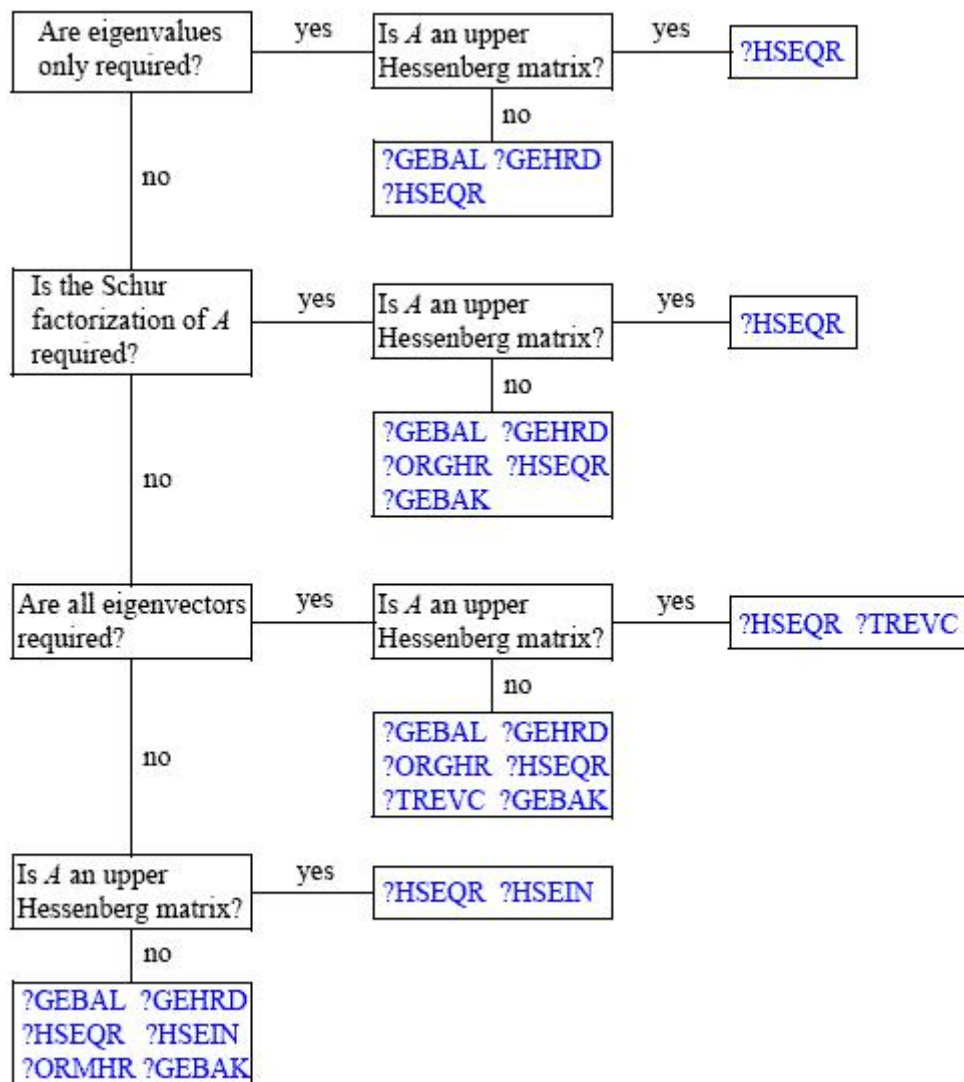 Are eigenvalues
only required?
yes
Is A an upper
Hessenberg matrix?
yes
?HSEQR
no
?GEBAL ?GEHRD
?HSEQR
no
Is the Schur
factorization of A
required?
yes
Is A an upper
Hessenberg matrix?
yes
?HSEQR
no
?GEBAL ?GEHRD
?ORGHR ?HSEQR
?GEBAK
no
Are all eigenvectors
required?
yes
Is A an upper
Hessenberg matrix?
yes
?HSEQR ?TREVC
no
?GEBAL ?GEHRD
?ORGHR ?HSEQR
?TREVC ?GEBAK
no
Is A an upper
Hessenberg matrix?
yes
?HSEQR ?HSEIN
no
?GEBAL ?GEHRD
?HSEQR ?HSEIN
?ORMHR ?GEBAK